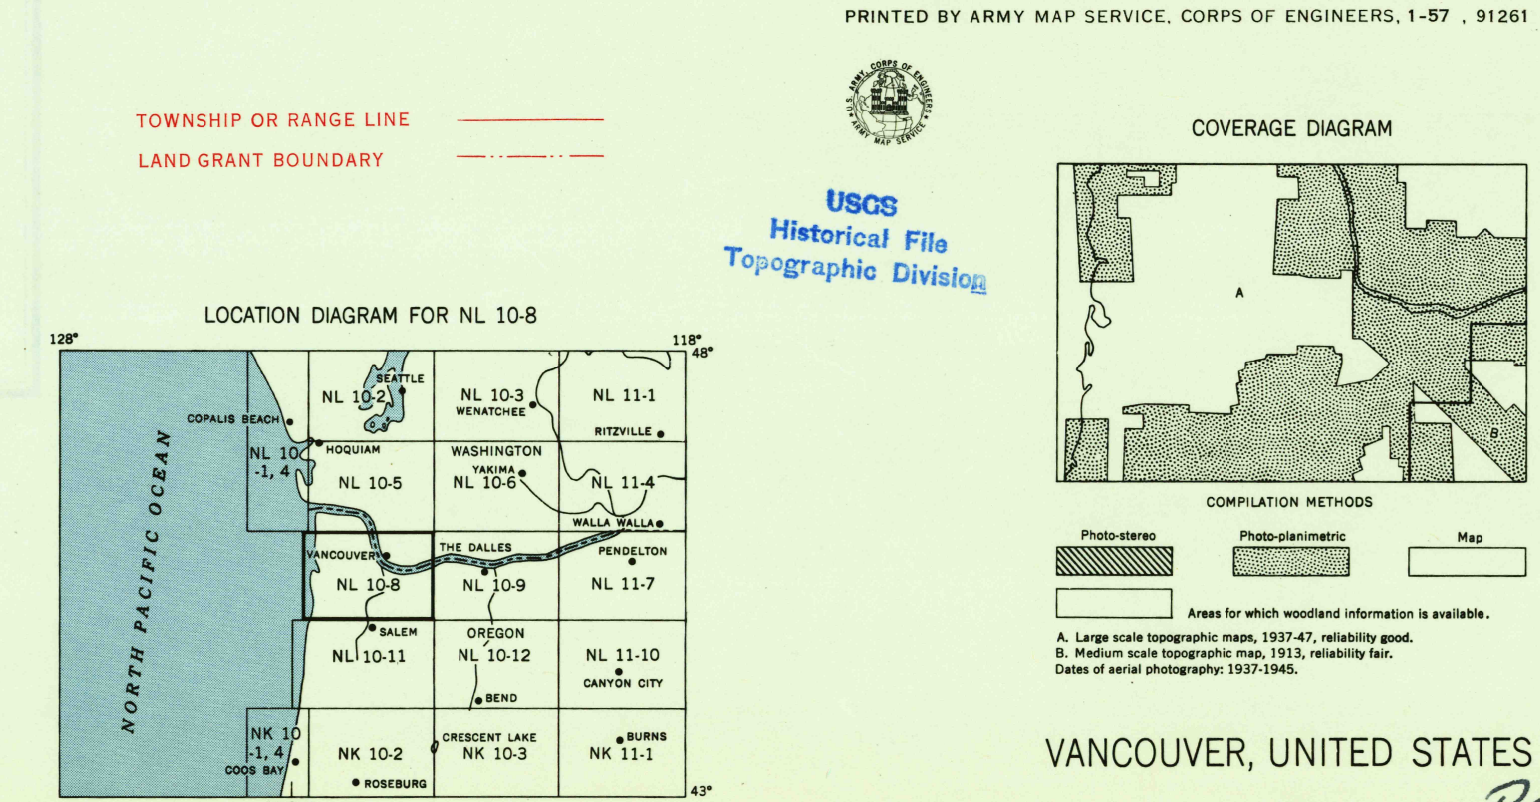 PRINTED BY ARMY MAP SERVICE, CORPS OF ENGINEERS, 1-57 , 91261
U.S. ARMY, CORPS OF ENGINEERS
ARMY MAP SERVICE
TOWNSHIP OR RANGE LINE
LAND GRANT BOUNDARY
USGS
Historical File
Topographic Division
COVERAGE DIAGRAM
A
B
LOCATION DIAGRAM FOR NL 10-8
128°
118°
48°
SEATTLE
NL 10-2
NL 10-3
WENATCHEE
NL 11-1
COPALIS BEACH
RITZVILLE
HOQUIAM
WASHINGTON
NL 10
-1, 4
YAKIMA
NL 10-5
NL 10-6
NL 11-4
WALLA WALLA
VANCOUVER
THE DALLES
PENDELTON
NL 10-8
NL 10-9
NL 11-7
SALEM
OREGON
NL 10-11
NL 10-12
NL 11-10
CANYON CITY
BEND
NK 10
-1, 4
COOS BAY
NK 10-2
CRESCENT LAKE
NK 10-3
BURNS
NK 11-1
ROSEBURG
43°
NORTH PACIFIC OCEAN
COMPILATION METHODS
Photo-stereo
Photo-planimetric
Map
Areas for which woodland information is available.
A. Large scale topographic maps, 1937-47, reliability good.
B. Medium scale topographic map, 1913, reliability fair.
Dates of aerial photography: 1937-1945.
VANCOUVER, UNITED STATES